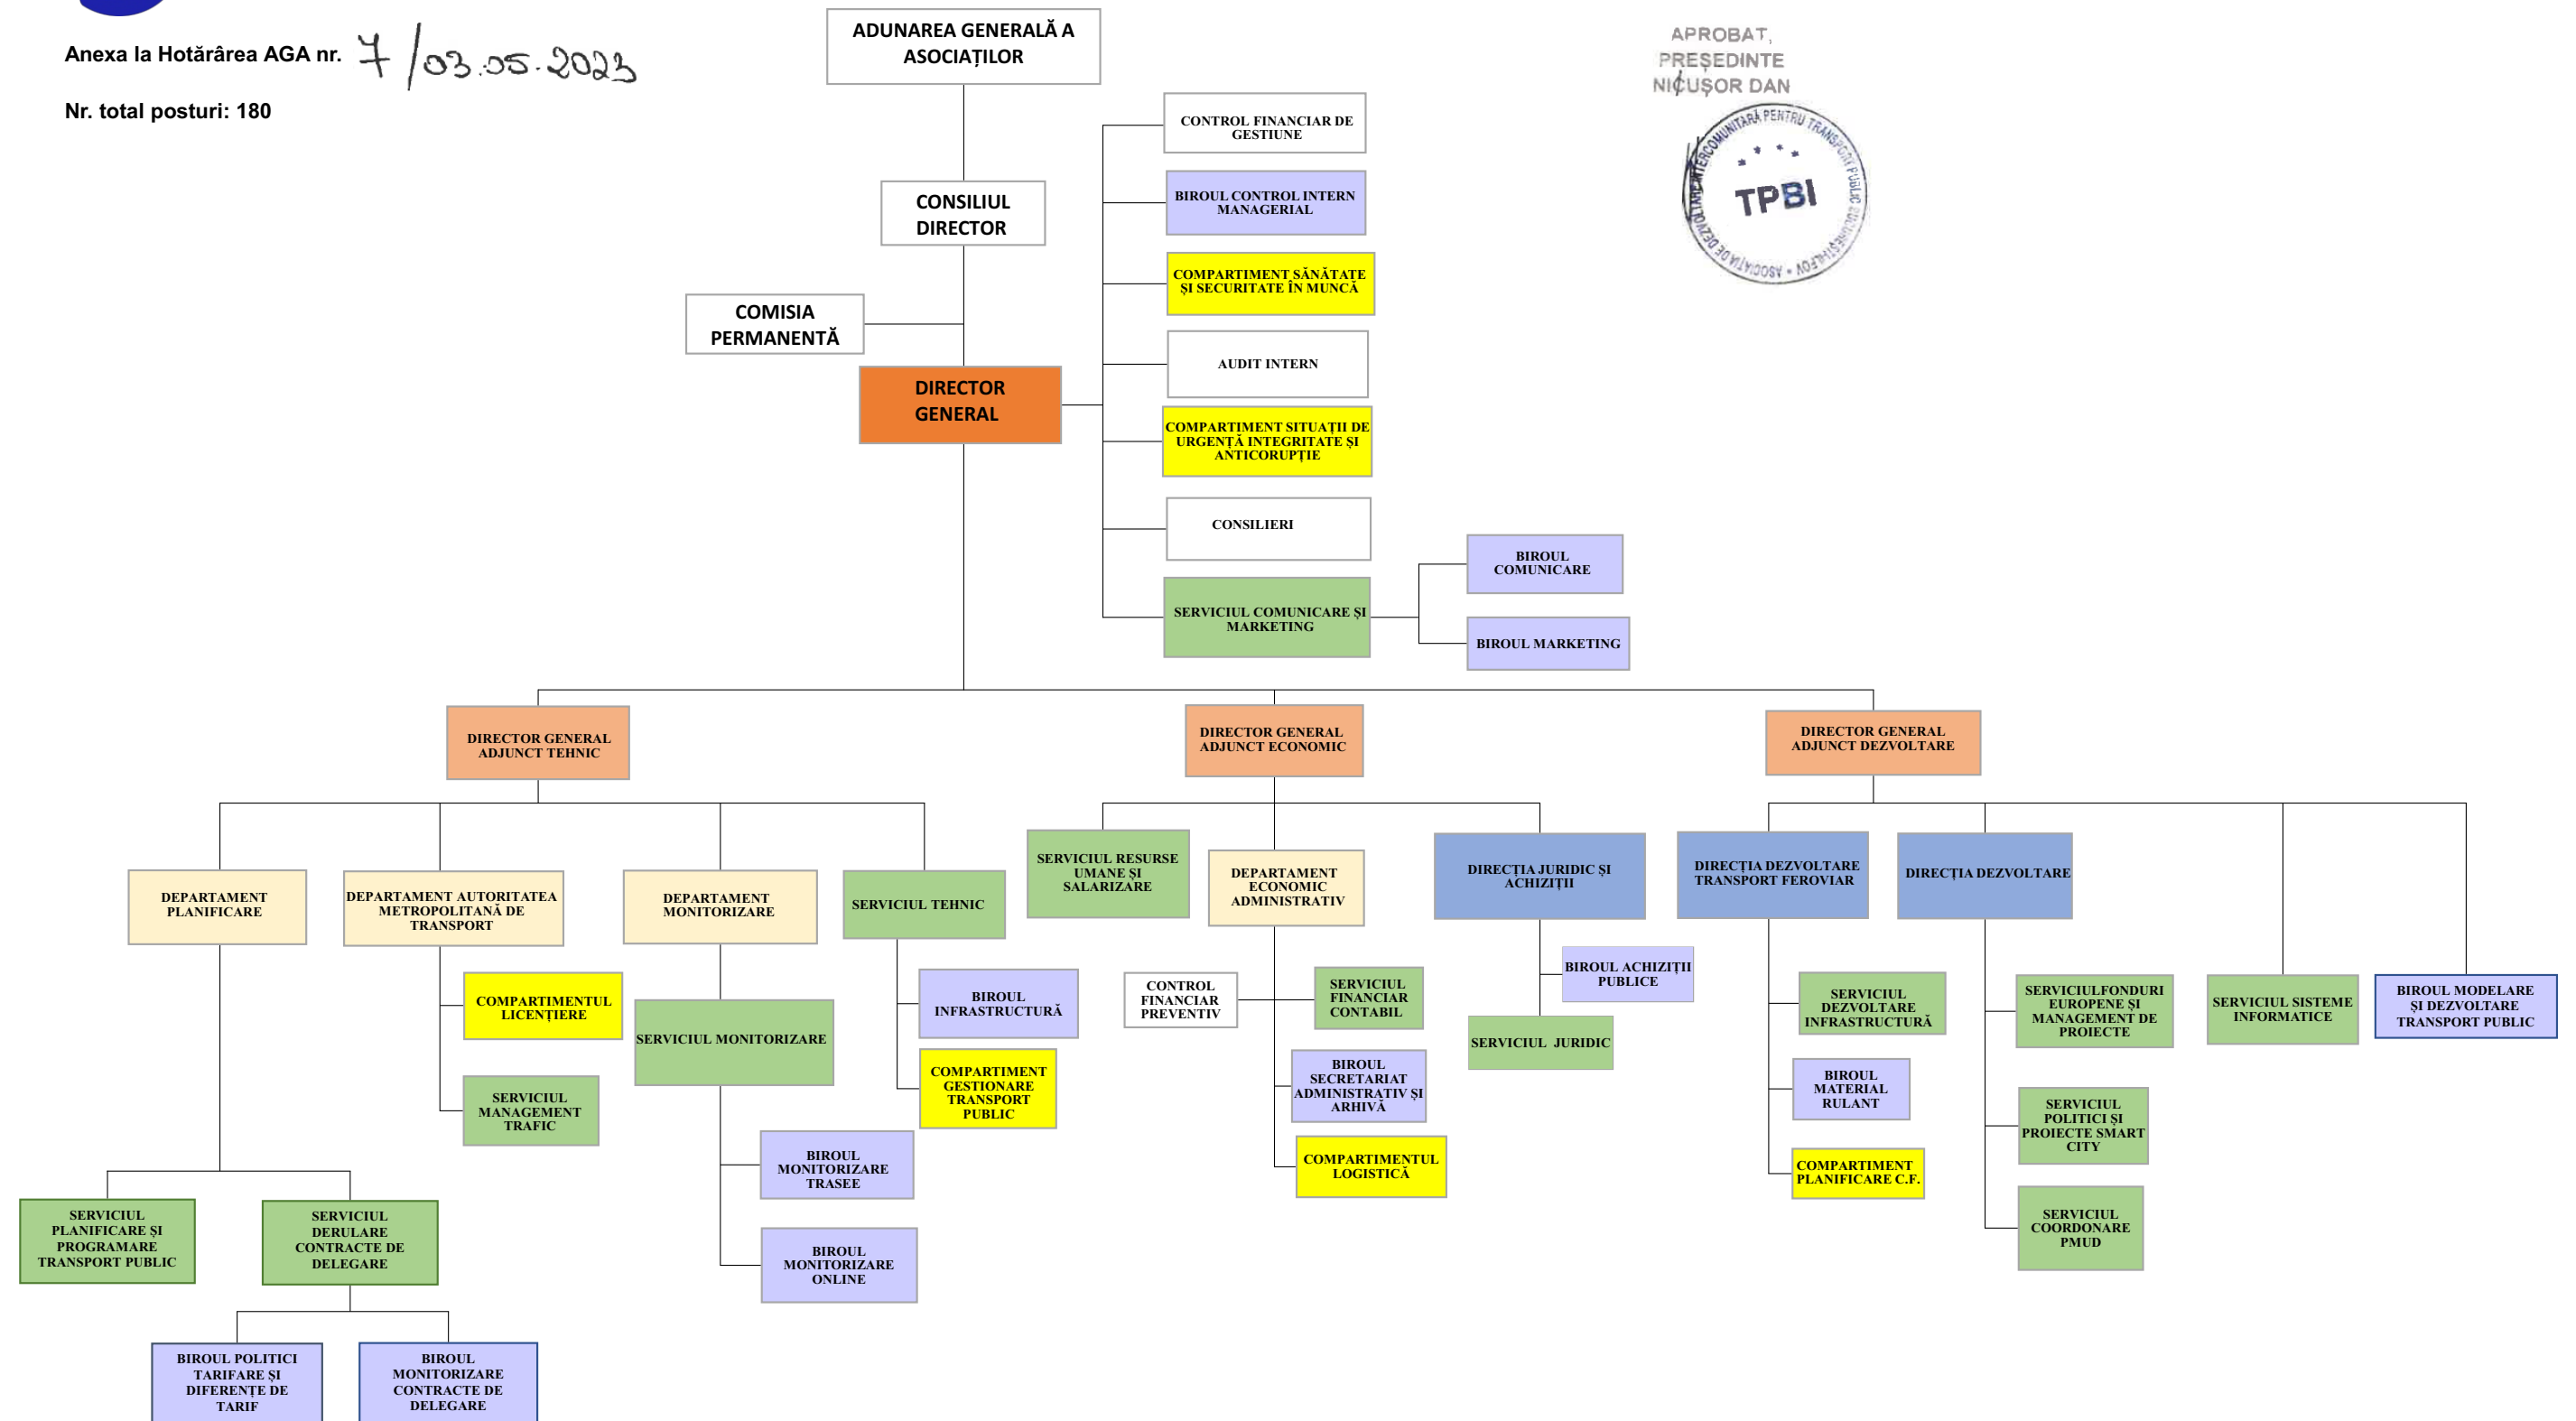 Anexa la Hotărârea AGA nr. 7/03.05.2023
Nr. total posturi: 180
ADUNAREA GENERALĂ A
ASOCIAȚILOR
APROBAT,
PREȘEDINTE
NICUȘOR DAN
ASOCIAȚIA DE DEZVOLTARE INTERCOMUNITARĂ PENTRU TRANSPORT PUBLIC BUCUREȘTI-ILFOV
TPBI
CONSILIUL
DIRECTOR
COMISIA
PERMANENTĂ
DIRECTOR
GENERAL
CONTROL FINANCIAR DE
GESTIUNE
BIROUL CONTROL INTERN
MANAGERIAL
COMPARTIMENT SĂNĂTATE
ȘI SECURITATE ÎN MUNCĂ
AUDIT INTERN
COMPARTIMENT SITUAȚII DE
URGENȚĂ INTEGRITATE ȘI
ANTICORUPȚIE
CONSILIERI
SERVICIUL COMUNICARE ȘI
MARKETING
BIROUL
COMUNICARE
BIROUL MARKETING
DIRECTOR GENERAL
ADJUNCT TEHNIC
DIRECTOR GENERAL
ADJUNCT ECONOMIC
DIRECTOR GENERAL
ADJUNCT DEZVOLTARE
DEPARTAMENT
PLANIFICARE
DEPARTAMENT AUTORITATEA
METROPOLITANĂ DE
TRANSPORT
DEPARTAMENT
MONITORIZARE
SERVICIUL TEHNIC
SERVICIUL RESURSE
UMANE ȘI
SALARIZARE
DEPARTAMENT
ECONOMIC
ADMINISTRATIV
DIRECȚIA JURIDIC ȘI
ACHIZIȚII
DIRECȚIA DEZVOLTARE
TRANSPORT FEROVIAR
DIRECȚIA DEZVOLTARE
COMPARTIMENTUL
LICENȚIERE
SERVICIUL
MANAGEMENT
TRAFIC
SERVICIUL MONITORIZARE
BIROUL
MONITORIZARE
TRASEE
BIROUL
MONITORIZARE
ONLINE
BIROUL
INFRASTRUCTURĂ
COMPARTIMENT
GESTIONARE
TRANSPORT
PUBLIC
CONTROL
FINANCIAR
PREVENTIV
SERVICIUL
FINANCIAR
CONTABIL
BIROUL
SECRETARIAT
ADMINISTRATIV ȘI
ARHIVĂ
COMPARTIMENTUL
LOGISTICĂ
BIROUL ACHIZIȚII
PUBLICE
SERVICIUL JURIDIC
SERVICIUL
DEZVOLTARE
INFRASTRUCTURĂ
BIROUL
MATERIAL
RULANT
COMPARTIMENT
PLANIFICARE C.F.
SERVICIULFONDURI
EUROPENE ȘI
MANAGEMENT DE
PROIECTE
SERVICIUL
POLITICI ȘI
PROIECTE SMART
CITY
SERVICIUL
COORDONARE
PMUD
SERVICIUL SISTEME
INFORMATICE
BIROUL MODELARE
ȘI DEZVOLTARE
TRANSPORT PUBLIC
SERVICIUL
PLANIFICARE ȘI
PROGRAMARE
TRANSPORT PUBLIC
SERVICIUL
DERULARE
CONTRACTE DE
DELEGARE
BIROUL POLITICI
TARIFARE ȘI
DIFERENȚE DE
TARIF
BIROUL
MONITORIZARE
CONTRACTE DE
DELEGARE